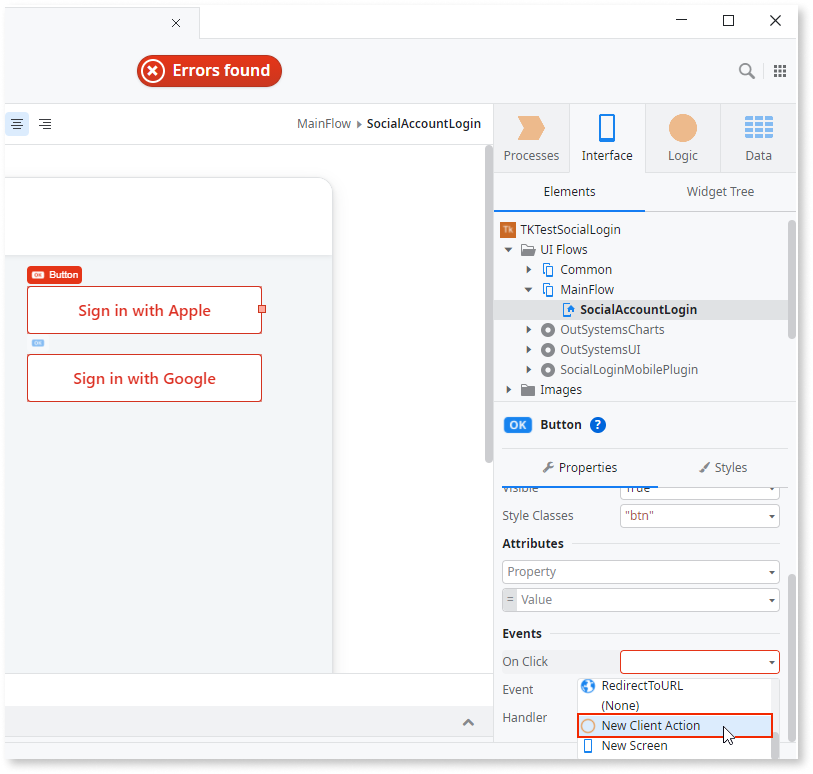 Errors found
MainFlow ▸ SocialAccountLogin
Processes
Interface
Logic
Data
Elements
Widget Tree
Tk TKTestSocialLogin
UI Flows
Common
MainFlow
SocialAccountLogin
OutSystemsCharts
OutSystemsUI
SocialLoginMobilePlugin
Images
OK Button
Sign in with Apple
OK
Sign in with Google
OK Button ?
Properties
Styles
Visible True
Style Classes "btn"
Attributes
Property
= Value
Events
On Click
Event
RedirectToURL
(None)
Handler
New Client Action
New Screen